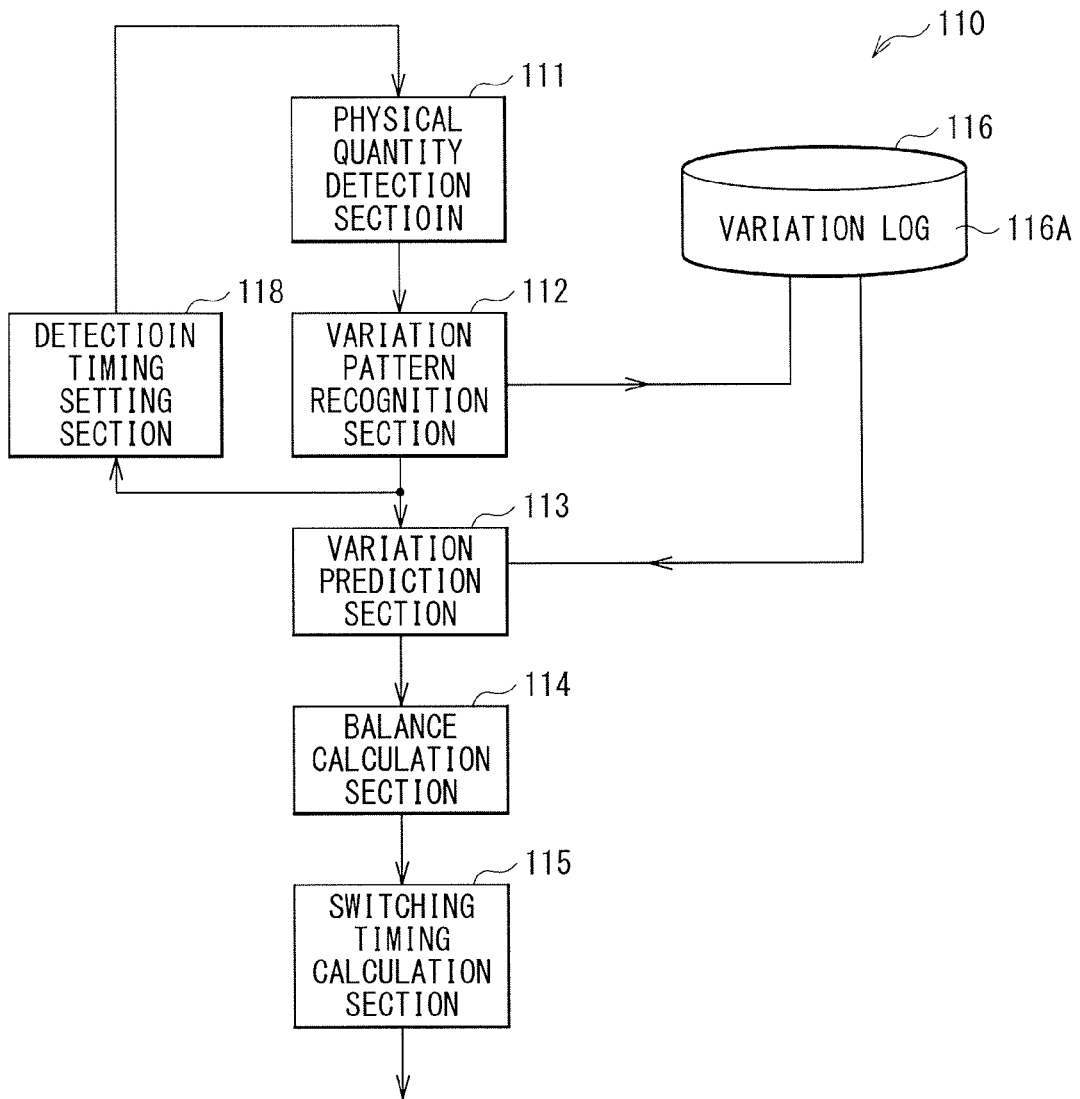 110
111
PHYSICAL
QUANTITY
DETECTION
SECTIOIN
116
VARIATION LOG
116A
118
DETECTIOIN
TIMING
SETTING
SECTION
112
VARIATION
PATTERN
RECOGNITION
SECTION
113
VARIATION
PREDICTION
SECTION
114
BALANCE
CALCULATION
SECTION
115
SWITCHING
TIMING
CALCULATION
SECTION